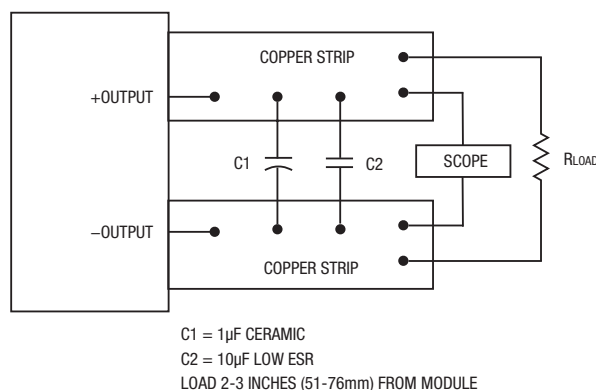 COPPER STRIP
+OUTPUT
C1
C2
SCOPE
RLOAD
−OUTPUT
COPPER STRIP
C1 = 1µF CERAMIC
C2 = 10µF LOW ESR
LOAD 2-3 INCHES (51-76mm) FROM MODULE